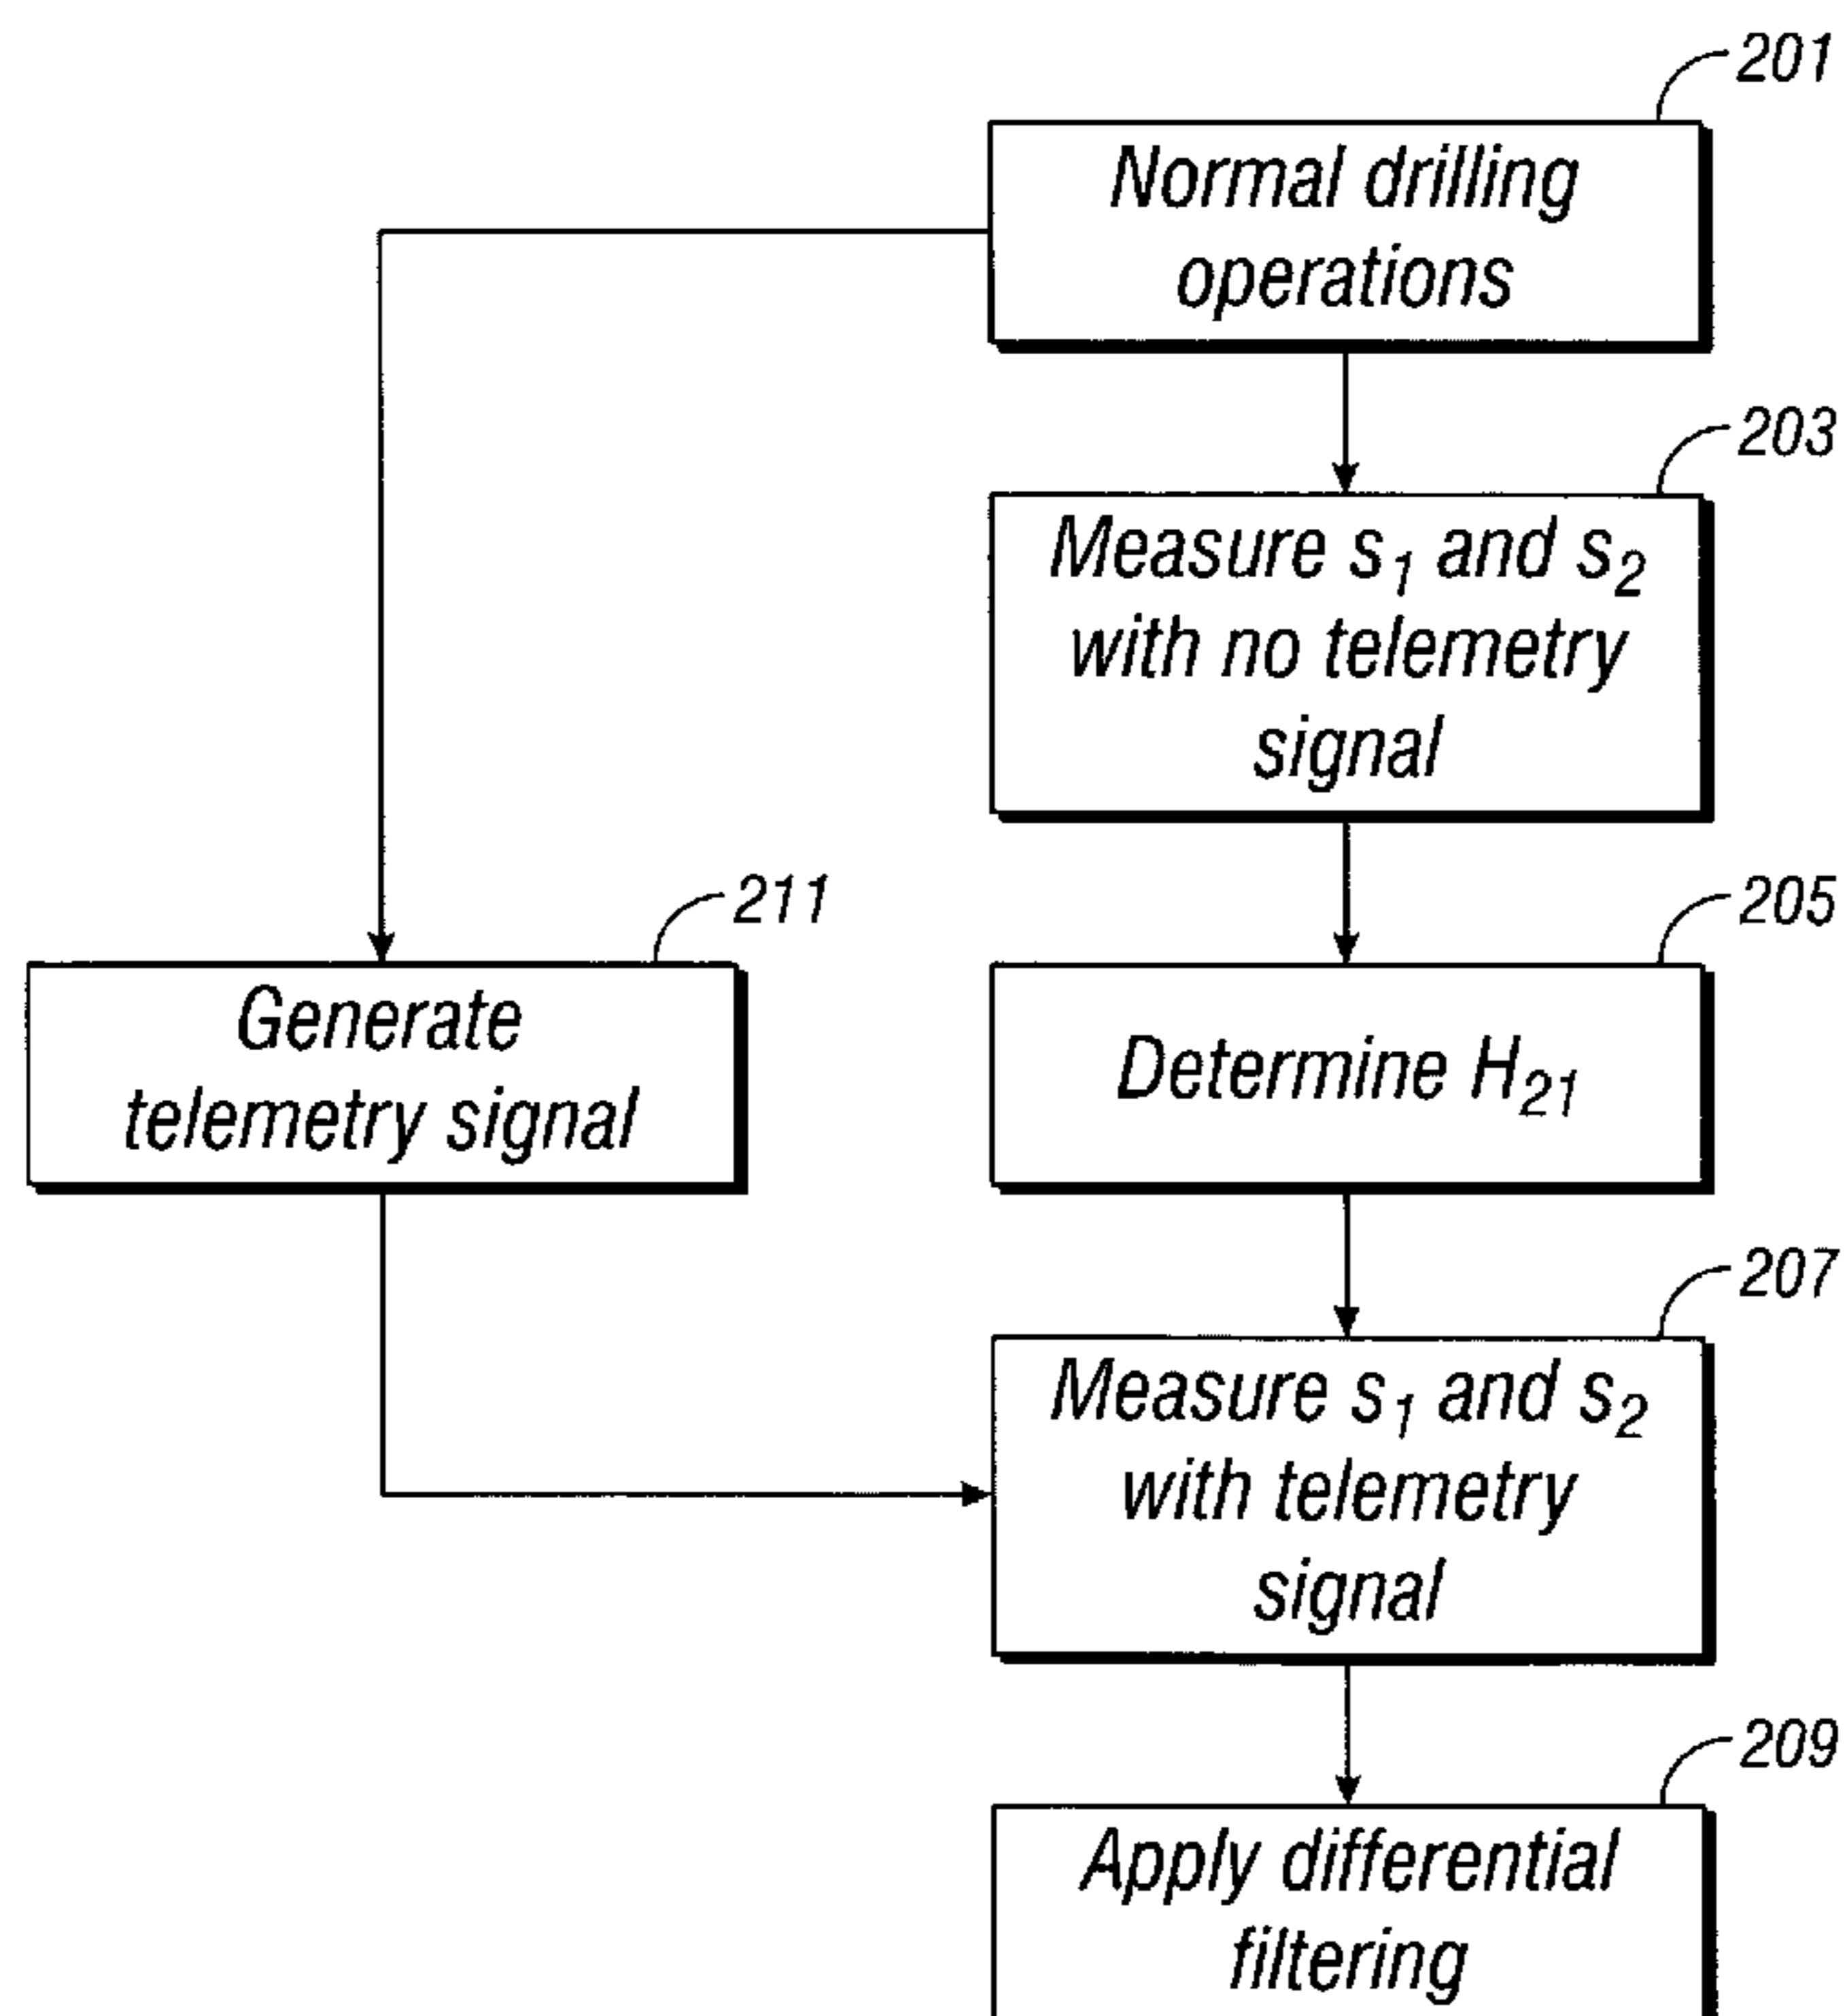 201
Normal drilling
operations
203
Measure s₁ and s₂
with no telemetry
signal
211
Generate
telemetry signal
205
Determine H₂₁
207
Measure s₁ and s₂
with telemetry
signal
209
Apply differential
filtering